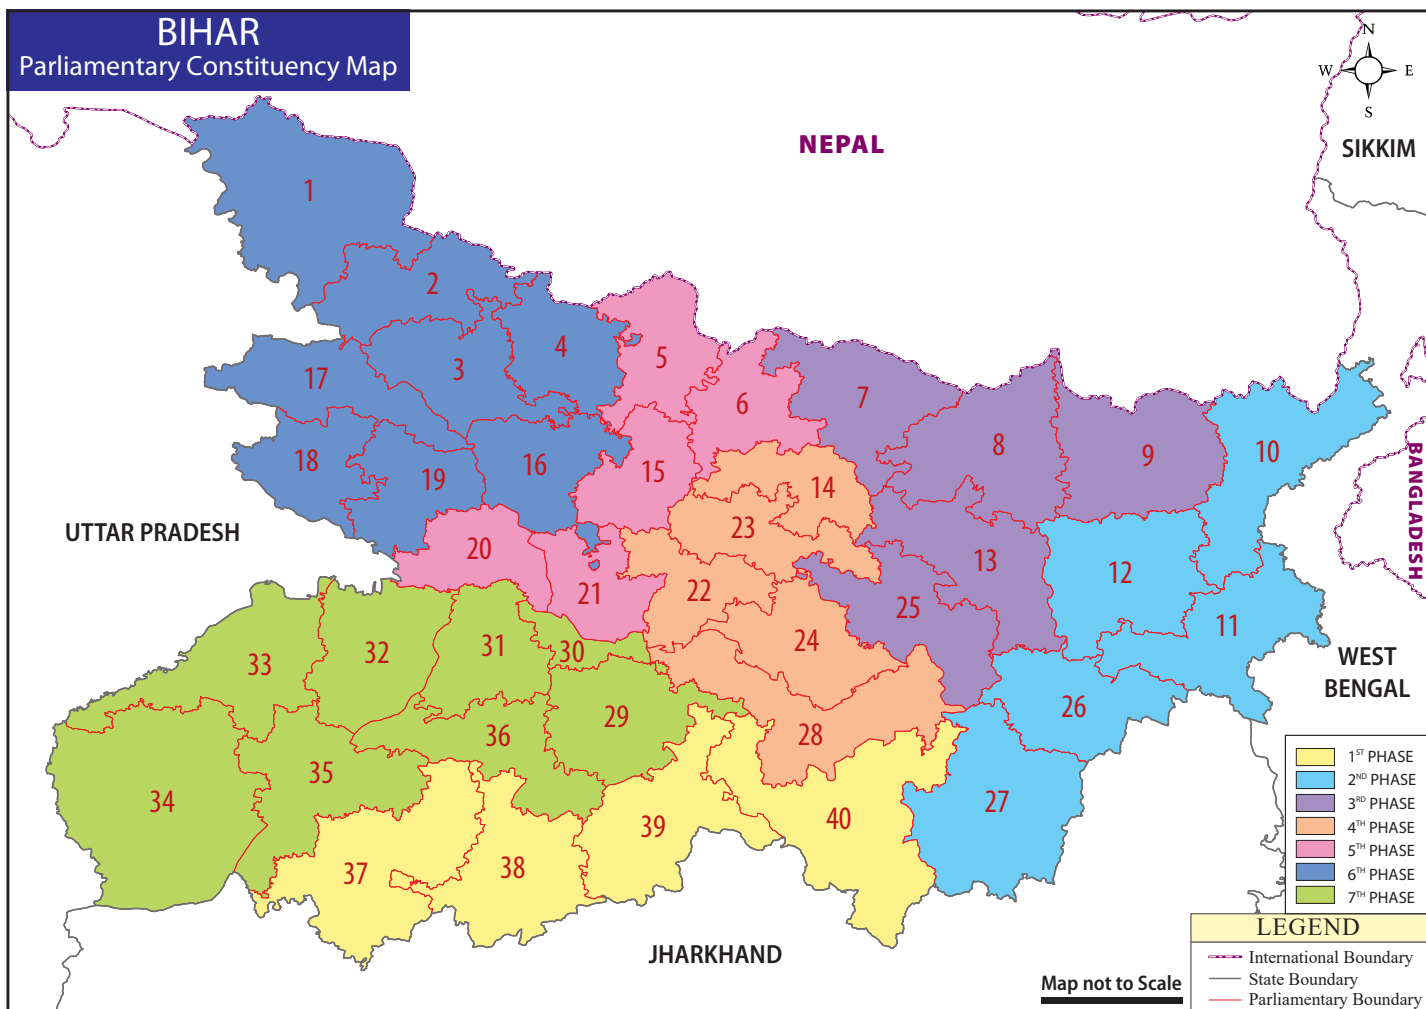 BIHAR
Parliamentary Constituency Map
N
W E
S
NEPAL
SIKKIM
1
2
3
4
5
6
7
8
9
10
17
18
19
16
15
14
23
13
12
11
BANGLADESH
UTTAR PRADESH
20
21
22
25
24
33
32
31
30
29
36
28
26
27
WEST
BENGAL
34
35
37
38
39
40
1ST PHASE
2ND PHASE
3RD PHASE
4TH PHASE
5TH PHASE
6TH PHASE
7TH PHASE
JHARKHAND
Map not to Scale
LEGEND
International Boundary
State Boundary
Parliamentary Boundary